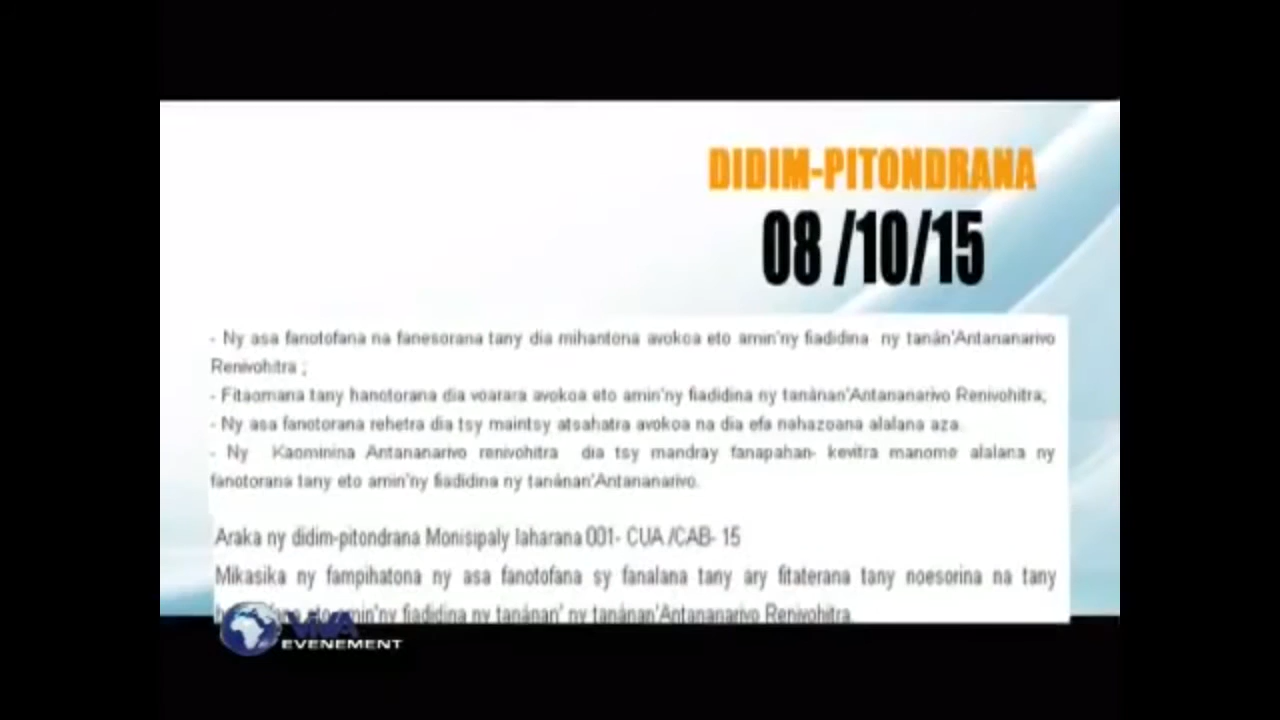 DIDIM-PITONDRANA
08 /10/15
- Ny asa fanotofana na fanesorana tany dia mihantona avokoa eto amin'ny fiadidina ny tanàn'Antananarivo
Renivohitra ;
- Fitaomana tany hanotorana dia voarara avokoa eto amin'ny fiadidina ny tanànan'Antananarivo Renivohitra;
- Ny asa fanotorana rehetra dia tsy maintsy atsahatra avokoa na dia efa nahazoana alalana aza.
- Ny Kaominina Antananarivo renivohitra dia tsy mandray fanapahan- kevitra manome alalana ny
fanotorana tany eto amin'ny fiadidina ny tanànan'Antananarivo.
Araka ny didim-pitondrana Monisipaly laharana 001- CUA /CAB- 15
Mikasika ny fampihatona ny asa fanotofana sy fanalana tany ary fitaterana tany noesorina na tany
eto amin'ny fiadidina ny tanànan' ny tanànan'Antananarivo Renivohitra.
VIVA
EVENEMENT